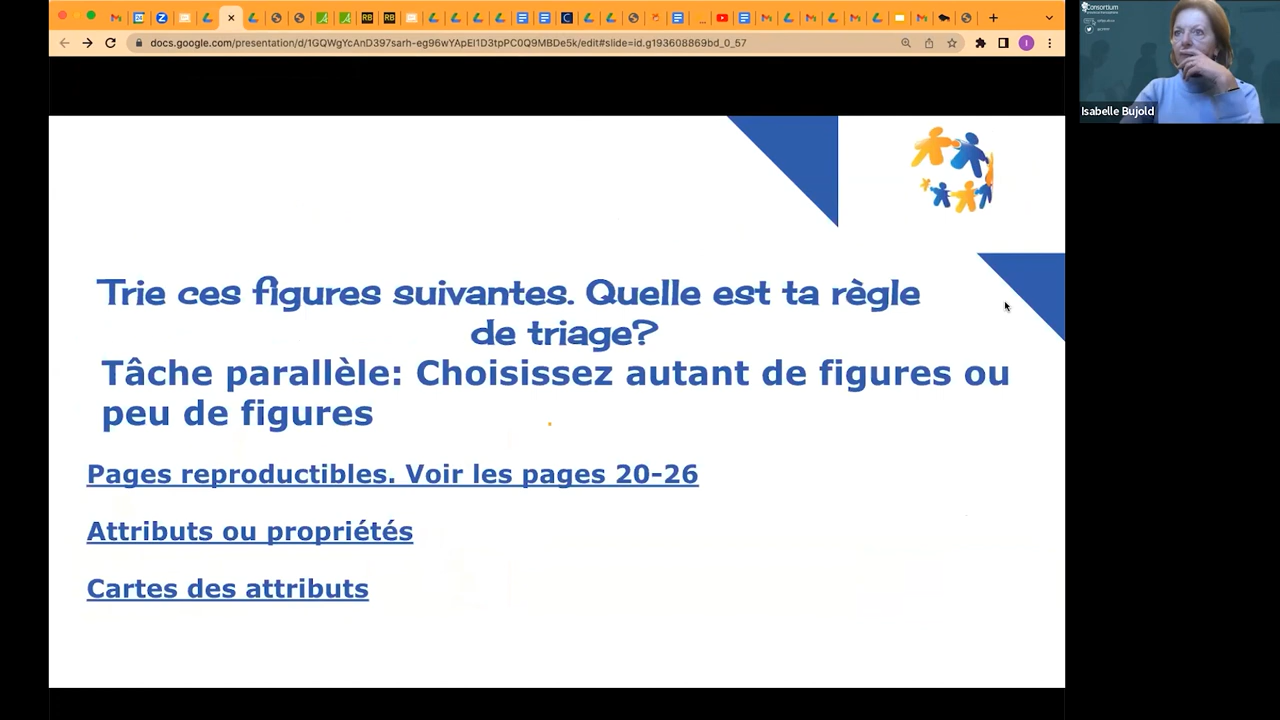 docs.google.com/presentation/d/1GQWgYcAnD397sarh-eg96wYApEI1D3tpPC0Q9MBDe5k/edit#slide=id.g193608869bd_0_57
Consortium
Isabelle Bujold
Trie ces figures suivantes. Quelle est ta règle
de triage?
Tâche parallèle: Choisissez autant de figures ou
peu de figures
Pages reproductibles. Voir les pages 20-26
Attributs ou propriétés
Cartes des attributs